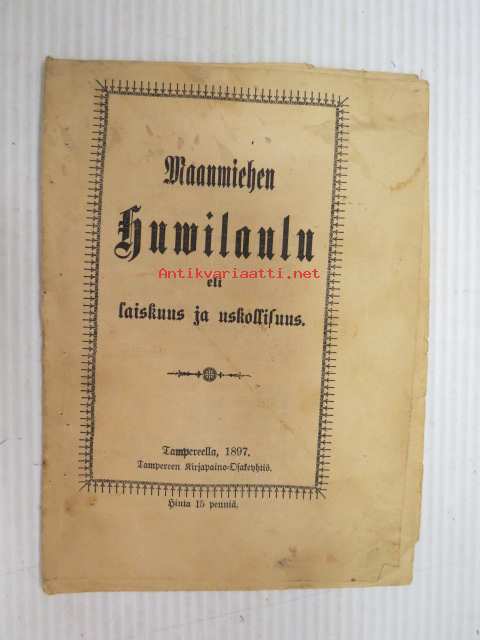 Maanmiehen
Huwilaulu
Antikvariaatti.net
eli
laiskuus ja uskollisuus.
Tampereella, 1897,
Tampereen Kirjapaino-Osakeyhtiö.
Hinta 15 penniä.